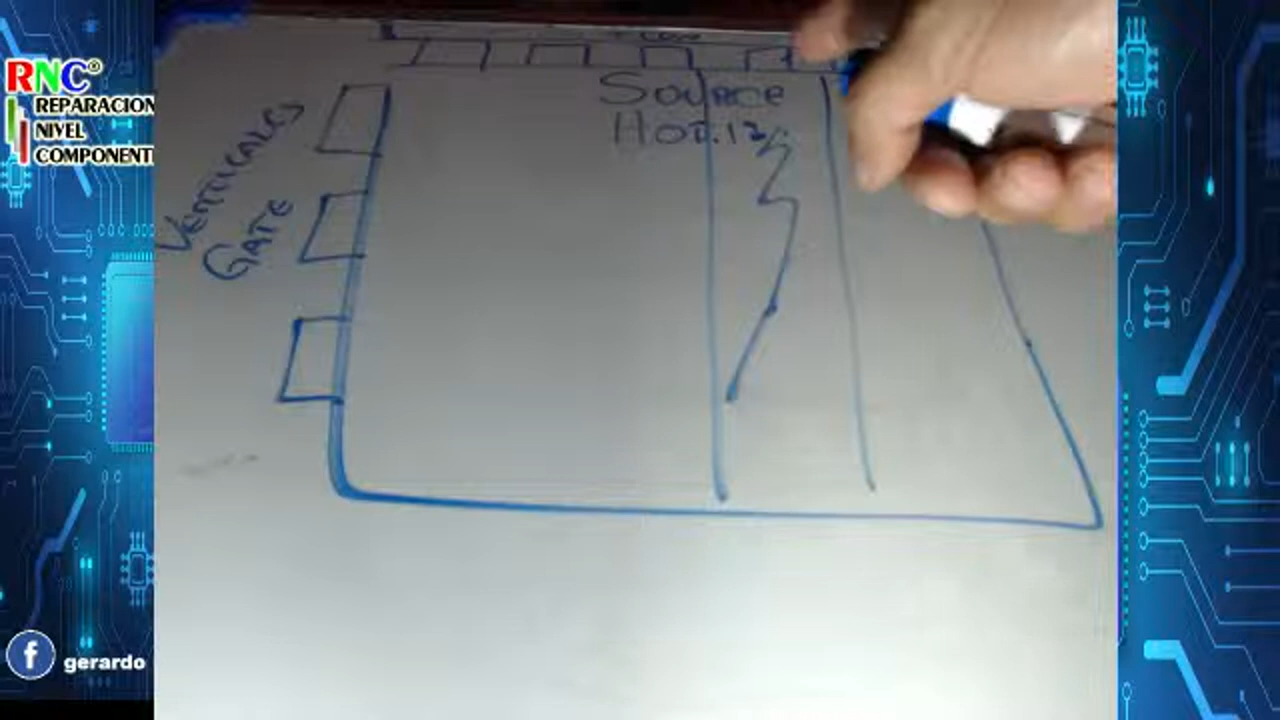 RNC®
REPARACION
NIVEL
COMPONENT
Source
Hor.12
VERTICALES
GATE
f gerardo